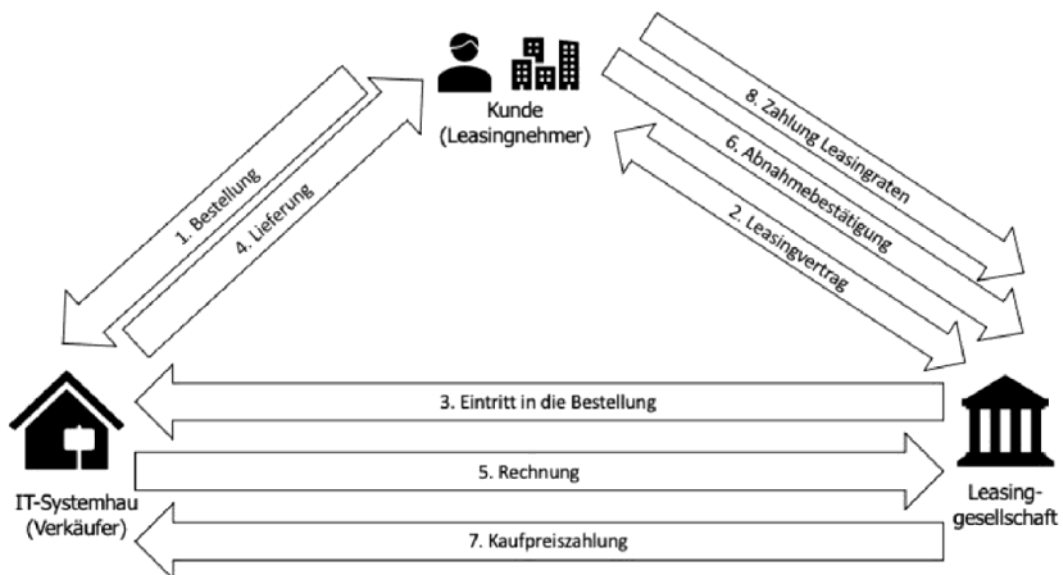 Kunde
(Leasingnehmer)
1. Bestellung
4. Lieferung
8. Zahlung Leasingraten
6. Abnahmebestätigung
2. Leasingvertrag
3. Eintritt in die Bestellung
5. Rechnung
7. Kaufpreiszahlung
IT-Systemhau
(Verkäufer)
Leasing-
gesellschaft